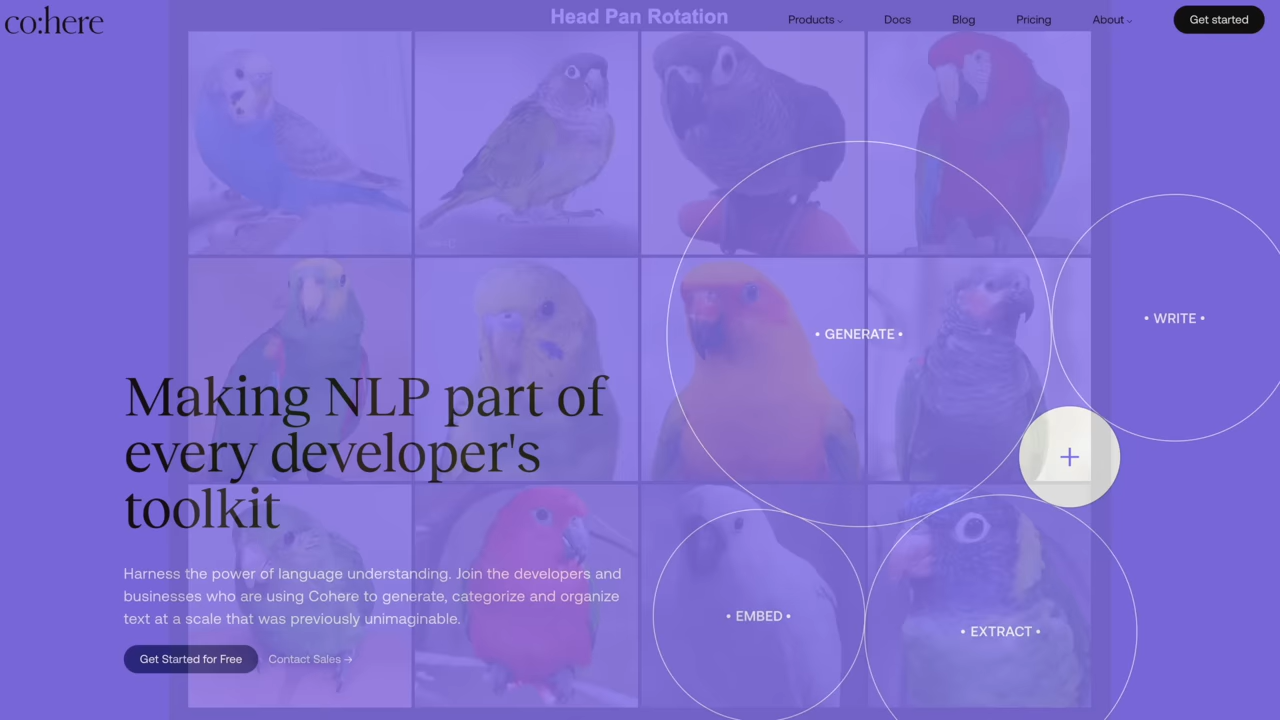 co:here
Head Pan Rotation
Products
Docs
Blog
Pricing
About
Get started
• GENERATE •
• WRITE •
Making NLP part of
every developer's
toolkit
Harness the power of language understanding. Join the developers and
businesses who are using Cohere to generate, categorize and organize
text at a scale that was previously unimaginable.
• EMBED •
• EXTRACT •
Get Started for Free
Contact Sales →